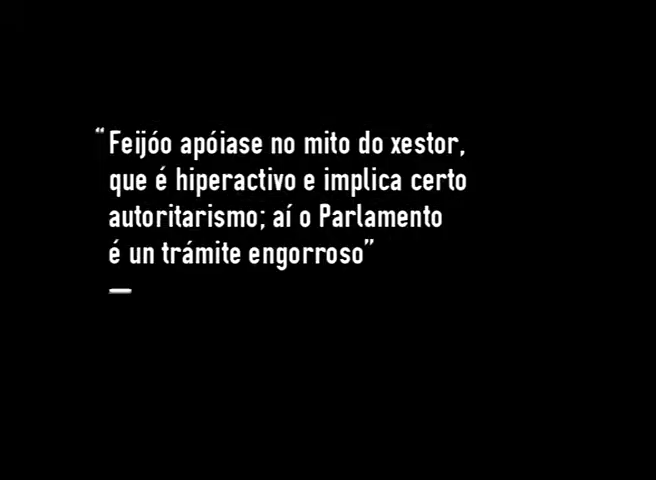 “Feijóo apóiase no mito do xestor,
que é hiperactivo e implica certo
autoritarismo; aí o Parlamento
é un trámite engorroso”
—